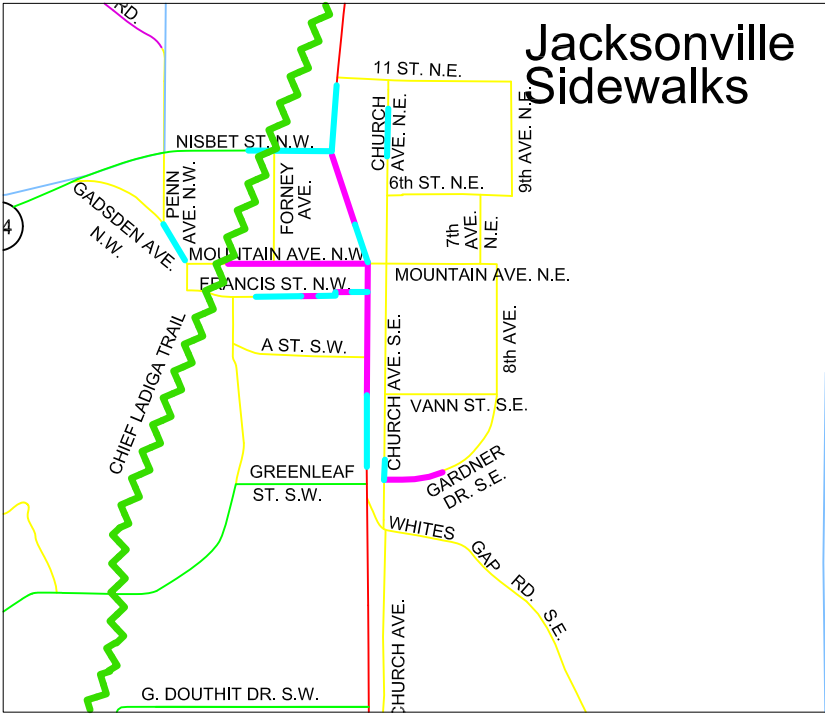 RD.
Jacksonville
Sidewalks
11 ST. N.E.
CHURCH
AVE. N.E.
9th AVE. N.E.
NISBET ST. N.W.
PENN
AVE. N.W.
FORNEY
AVE.
6th ST. N.E.
7th
AVE.
N.E.
GADSDEN AVE.
N.W.
4
MOUNTAIN AVE. N.W.
MOUNTAIN AVE. N.E.
FRANCIS ST. N.W.
A ST. S.W.
8th AVE.
CHIEF LADIGA TRAIL
CHURCH AVE. S.E.
VANN ST. S.E.
GREENLEAF
ST. S.W.
GARDNER
DR. S.E.
WHITES GAP RD. S.E.
CHURCH AVE.
G. DOUTHIT DR. S.W.